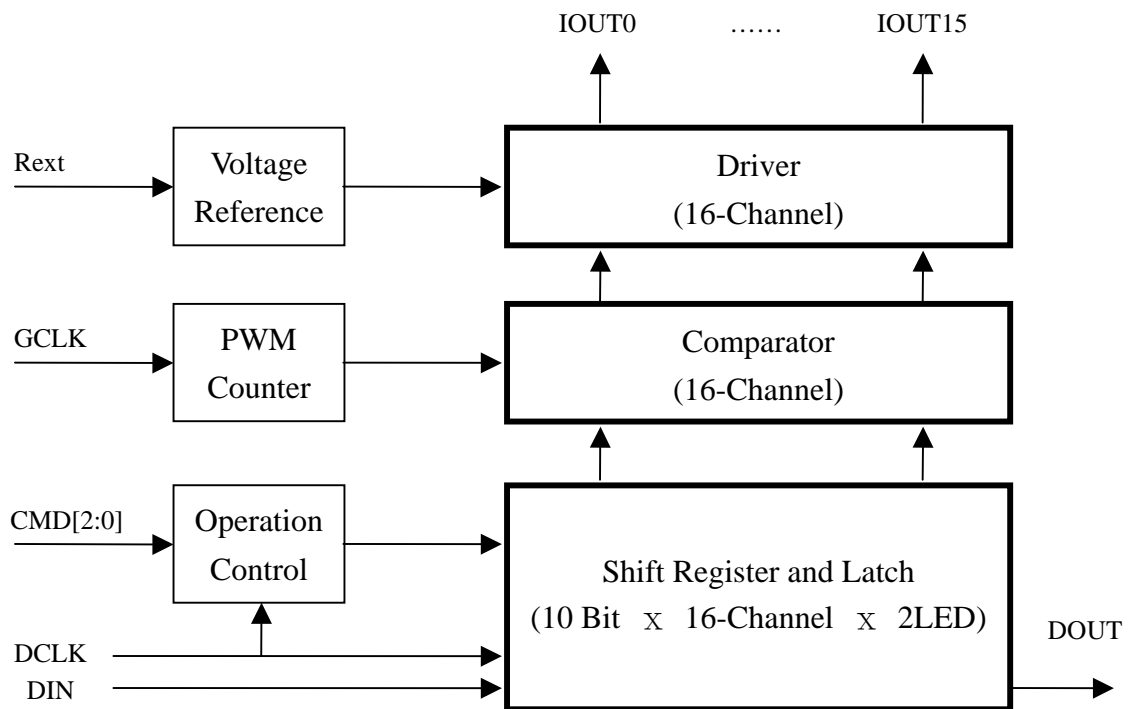 IOUT0 …… IOUT15
Rext
Voltage
Reference
Driver
(16-Channel)
GCLK
PWM
Counter
Comparator
(16-Channel)
CMD[2:0]
Operation
Control
Shift Register and Latch
(10 Bit x 16-Channel x 2LED)
DOUT
DCLK
DIN